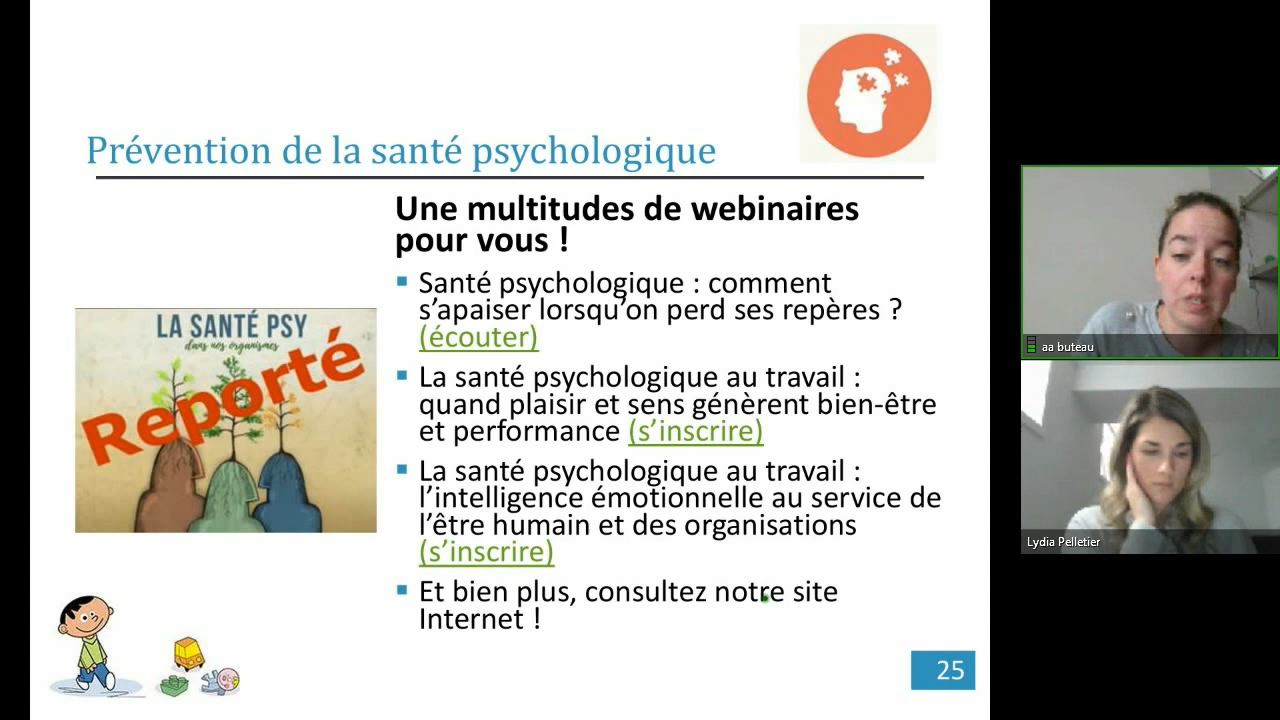 Prévention de la santé psychologique
Une multitudes de webinaires
pour vous !
Santé psychologique : comment
s'apaiser lorsqu'on perd ses repères ?
(écouter)
La santé psychologique au travail :
quand plaisir et sens génèrent bien-être
et performance (s'inscrire)
La santé psychologique au travail :
l'intelligence émotionnelle au service de
l'être humain et des organisations
(s'inscrire)
Et bien plus, consultez notre site
Internet !
LA SANTÉ PSY
dans nos organismes
Reporté
25
aa buteau
Lydia Pelletier